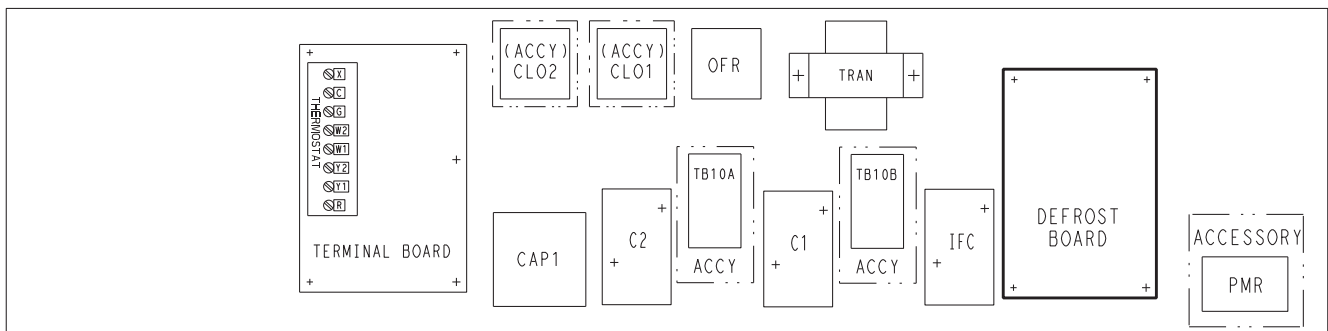 (ACCY)
CLO2
(ACCY)
CLO1
OFR
TRAN
X
C
G
W2
W1
Y2
Y1
R
THERMOSTAT
TERMINAL BOARD
CAP1
C2
TB10A
ACCY
C1
TB10B
ACCY
IFC
DEFROST
BOARD
ACCESSORY
PMR